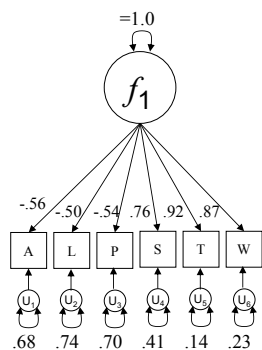 =1.0
f1
-.56 -.50 -.54 .76 .92 .87
A L P S T W
U1 U2 U3 U4 U5 U6
.68 .74 .70 .41 .14 .23